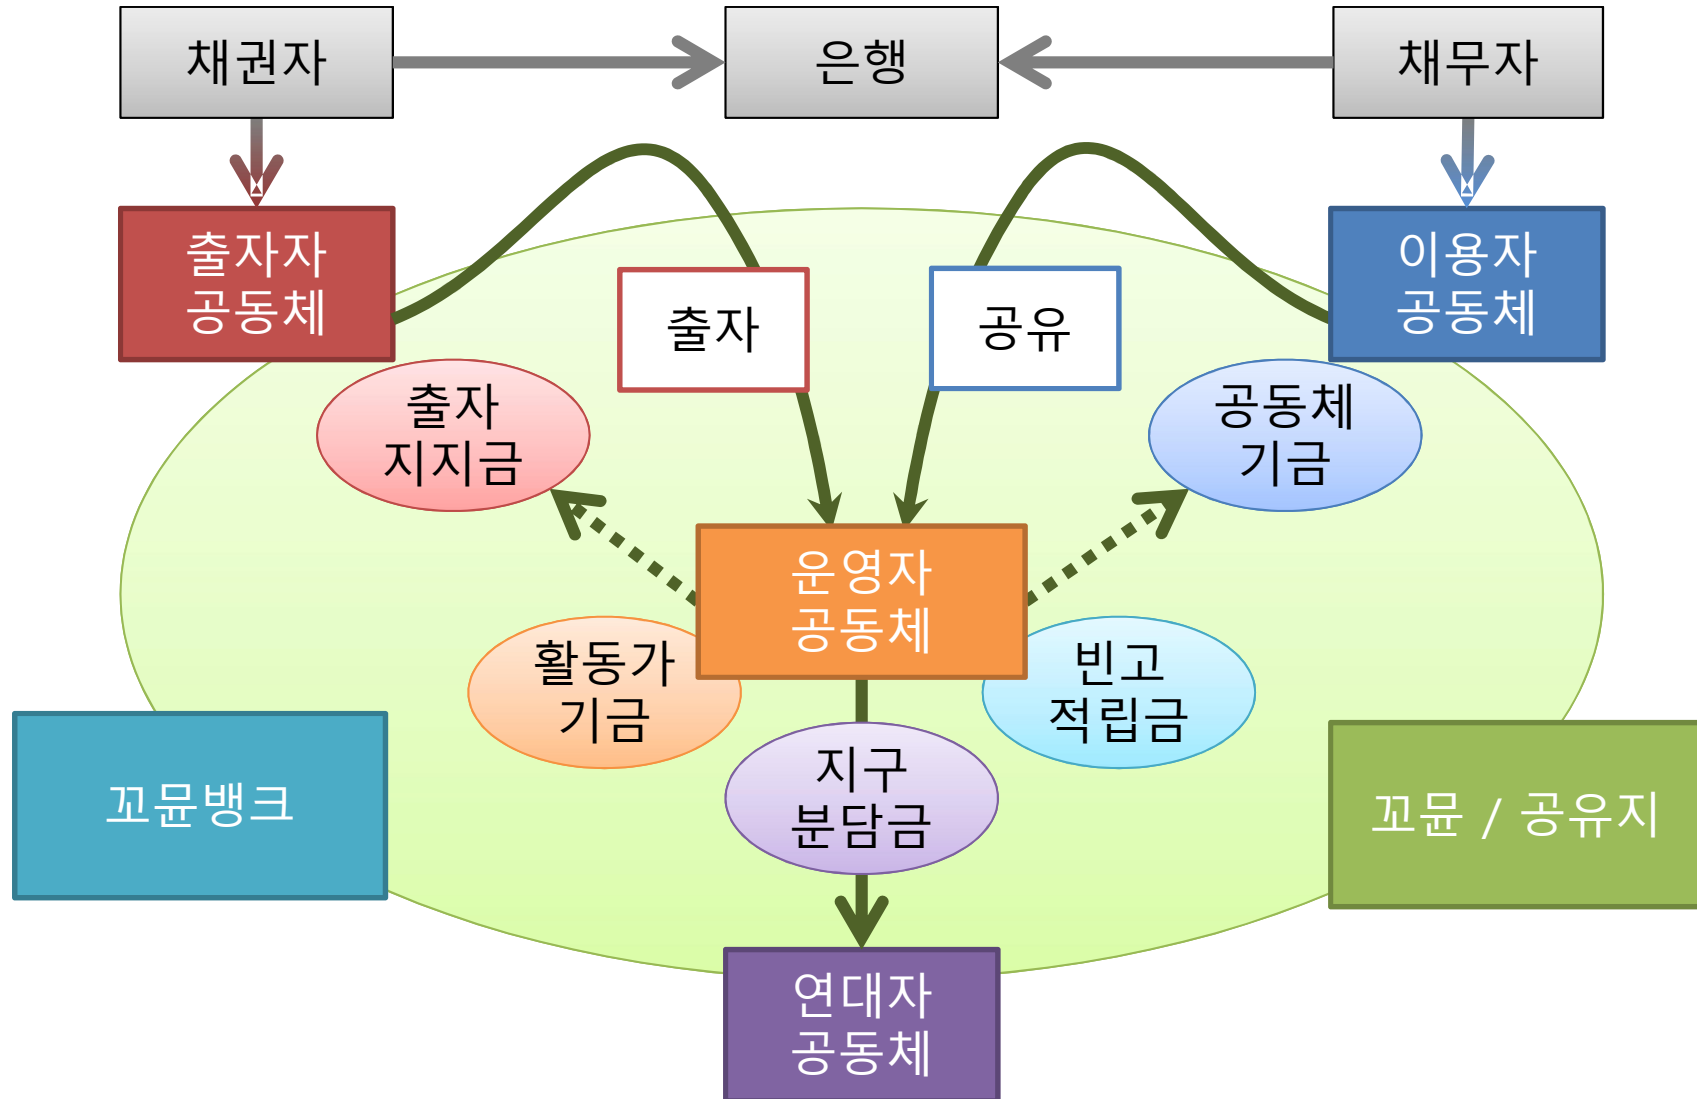 채권자
은행
채무자
출자자
공동체
이용자
공동체
출자
공유
출자
지지금
공동체
기금
운영자
공동체
활동가
기금
빈고
적립금
지구
분담금
꼬뮨뱅크
꼬뮨 / 공유지
연대자
공동체